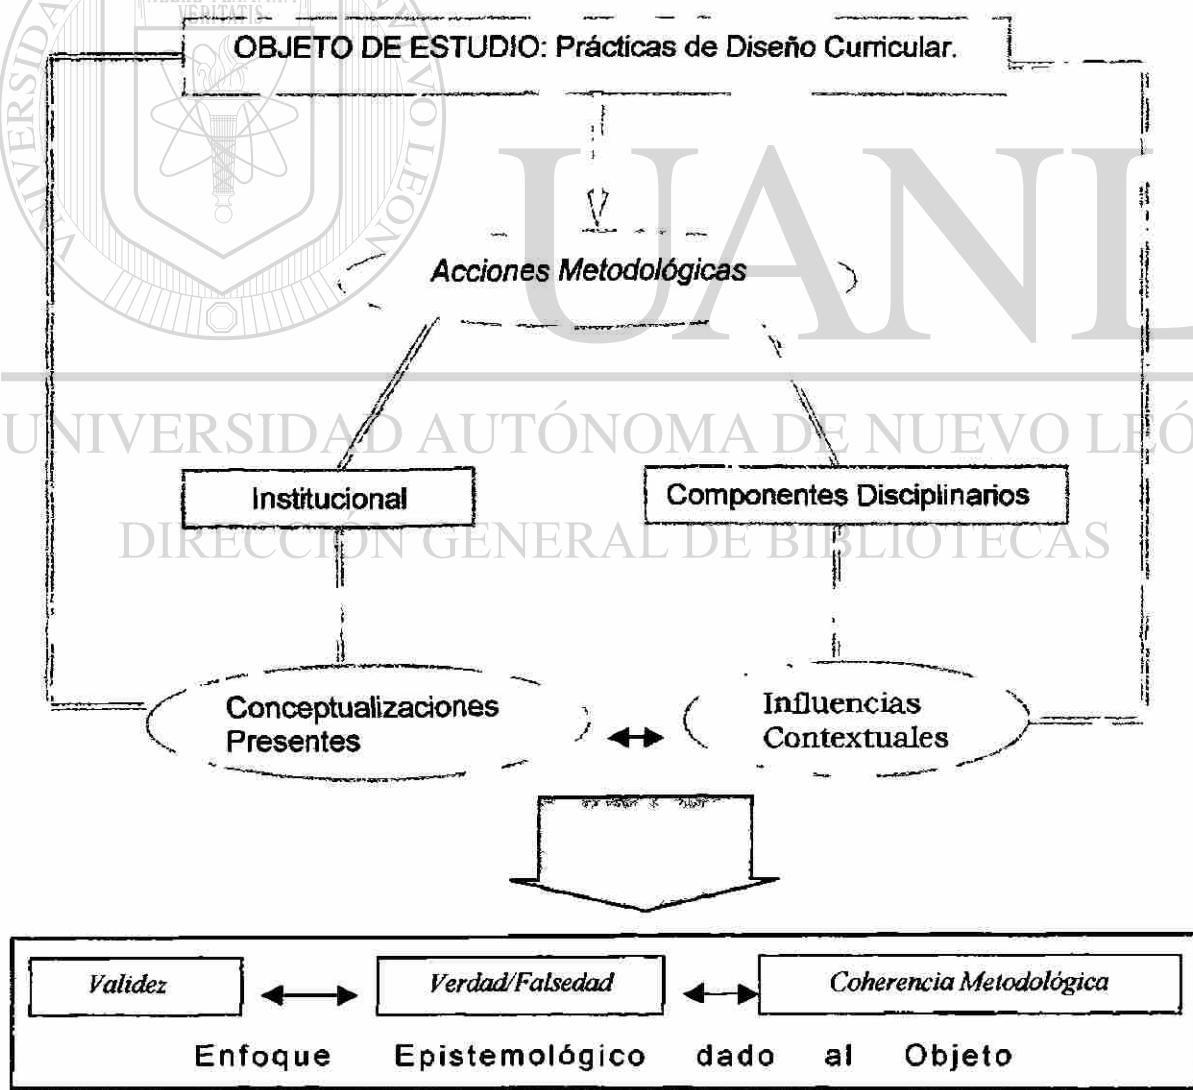 VERITATIS
OBJETO DE ESTUDIO: Prácticas de Diseño Curricular.
UANL
Acciones Metodológicas
UNIVERSIDAD AUTÓNOMA DE NUEVO LEÓ
Institucional
Componentes Disciplinarios
DIRECCIÓN GENERAL DE BIBLIOTECAS
Conceptualizaciones
Presentes
Influencias
Contextuales
Validez
Verdad/Falsedad
Coherencia Metodológica
Enfoque Epistemológico dado al Objeto